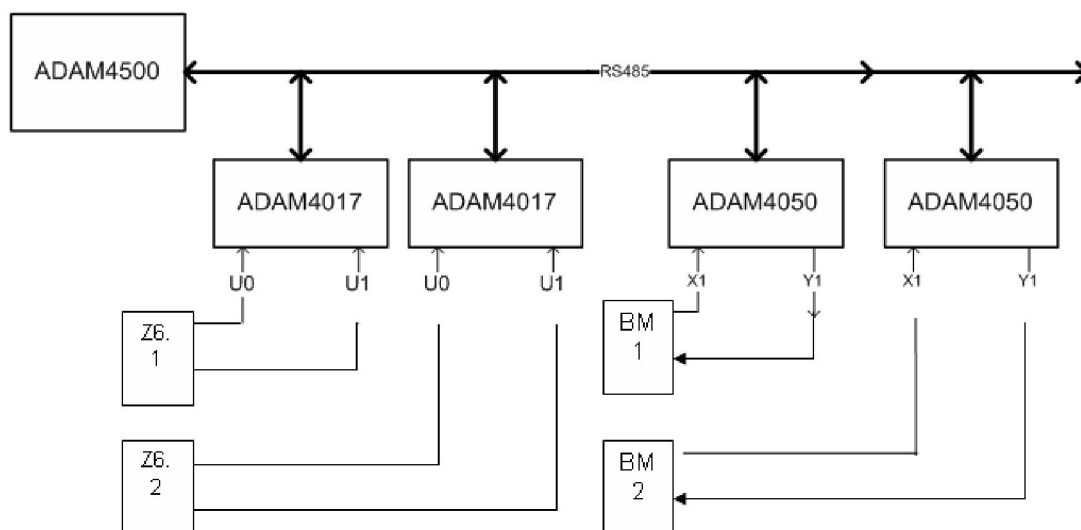 ADAM4500
RS485
ADAM4017
ADAM4017
ADAM4050
ADAM4050
U0
U1
U0
U1
X1
Y1
X1
Y1
Z6.
1
BM
1
Z6.
2
BM
2